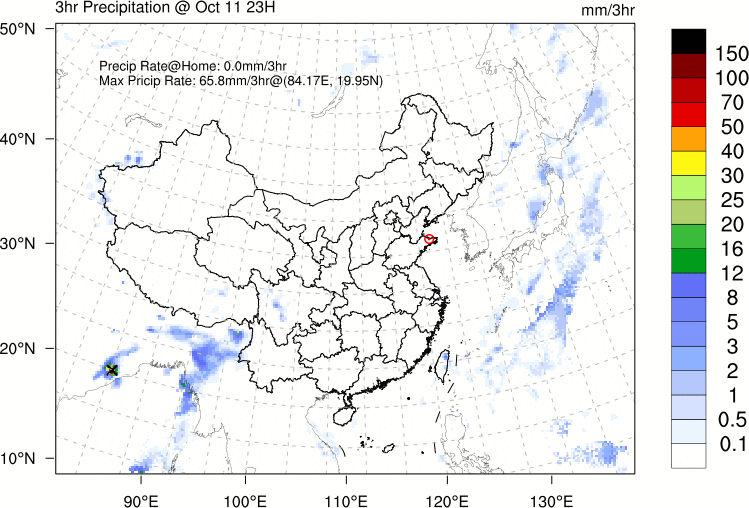 3hr Precipitation @ Oct 11 23H
mm/3hr
Precip Rate@Home: 0.0mm/3hr
Max Pricip Rate: 65.8mm/3hr@(84.17E, 19.95N)
50°N
40°N
30°N
20°N
10°N
90°E
100°E
110°E
120°E
130°E
150
100
70
50
40
30
25
20
16
12
8
5
3
2
1
0.5
0.1